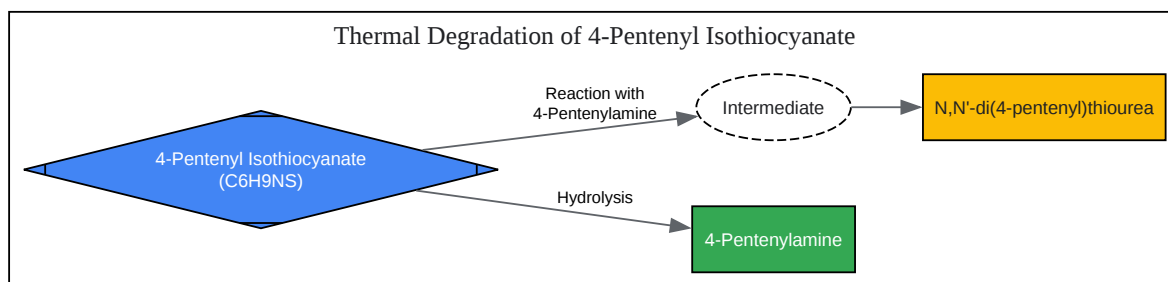 Thermal Degradation of 4-Pentenyl Isothiocyanate
Reaction with
4-Pentenylamine
Intermediate
N,N'-di(4-pentenyl)thiourea
4-Pentenyl Isothiocyanate
(C6H9NS)
Hydrolysis
4-Pentenylamine